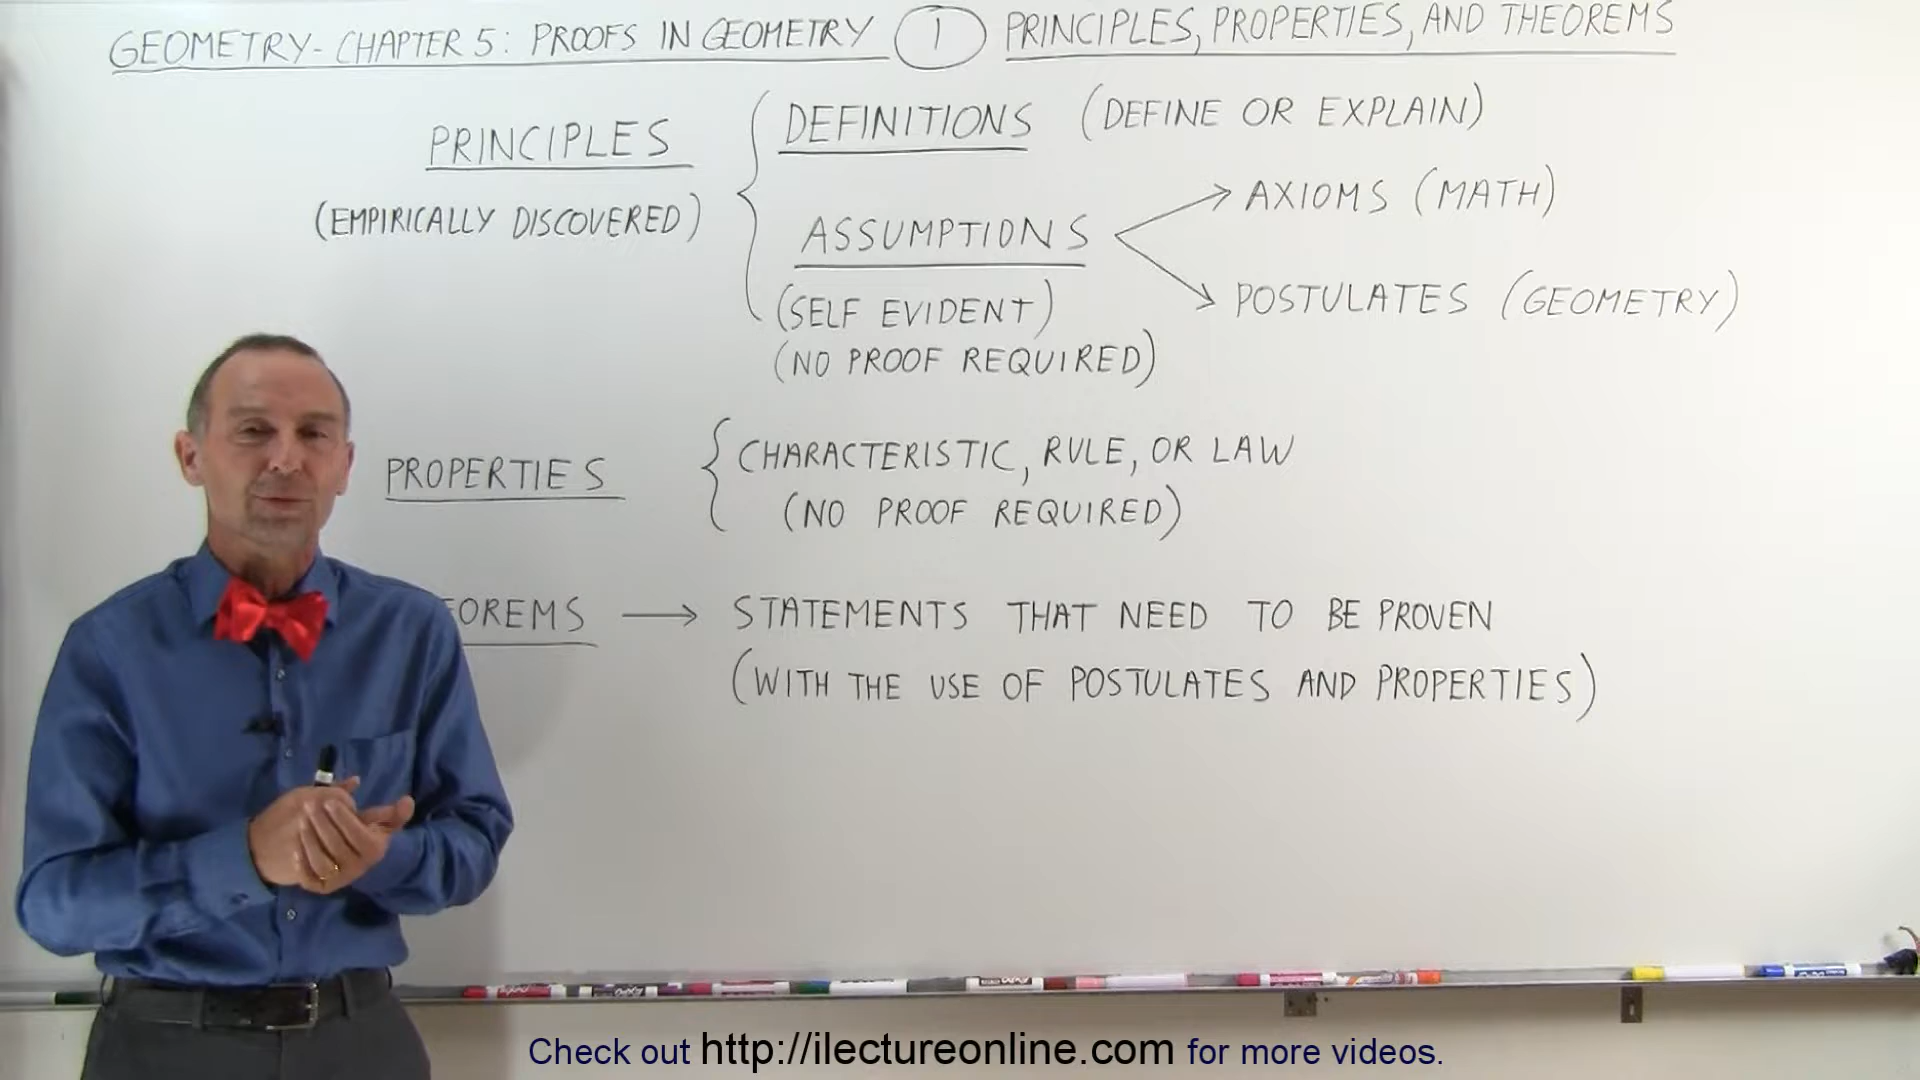 GEOMETRY - CHAPTER 5: PROOFS IN GEOMETRY 1 PRINCIPLES, PROPERTIES, AND THEOREMS
PRINCIPLES
(EMPIRICALLY DISCOVERED)
DEFINITIONS (DEFINE OR EXPLAIN)
ASSUMPTIONS
AXIOMS (MATH)
POSTULATES (GEOMETRY)
(SELF EVIDENT)
(NO PROOF REQUIRED)
PROPERTIES
CHARACTERISTIC, RULE, OR LAW
(NO PROOF REQUIRED)
EOREMS → STATEMENTS THAT NEED TO BE PROVEN
(WITH THE USE OF POSTULATES AND PROPERTIES)
Check out http://ilectureonline.com for more videos.